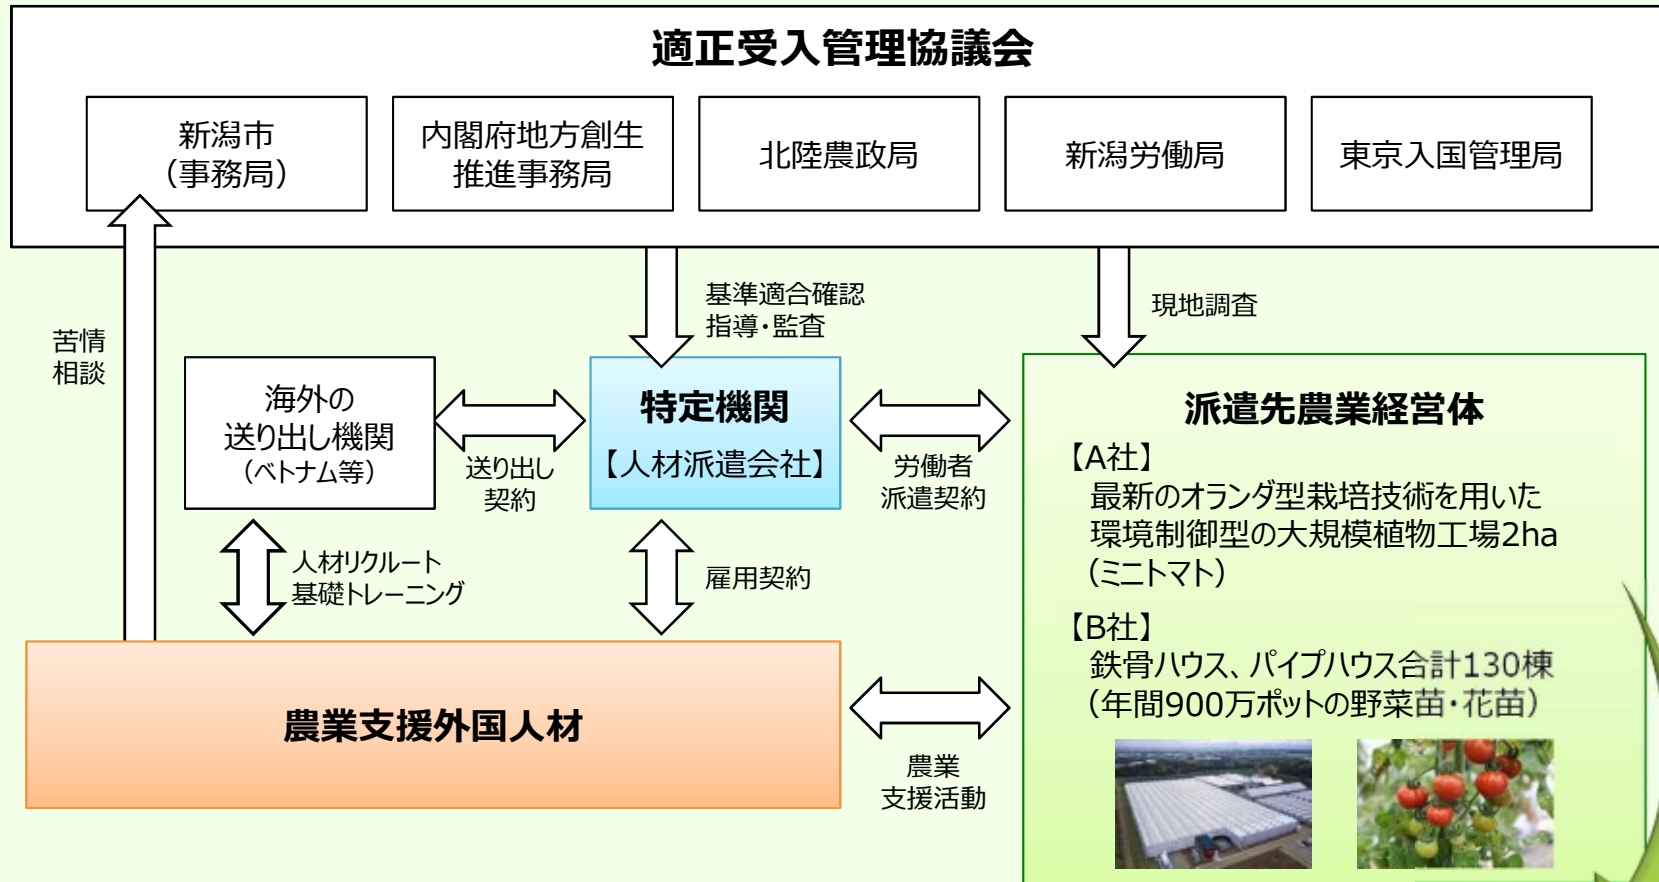 適正受入管理協議会
新潟市
（事務局）
内閣府地方創生
推進事務局
北陸農政局
新潟労働局
東京入国管理局
苦情
相談
基準適合確認
指導・監査
現地調査
海外の
送り出し機関
（ベトナム等）
送り出し
契約
特定機関
【人材派遣会社】
労働者
派遣契約
人材リクルート
基礎トレーニング
雇用契約
農業支援外国人材
農業
支援活動
派遣先農業経営体
【A社】
最新のオランダ型栽培技術を用いた
環境制御型の大規模植物工場2ha
（ミニトマト）
【B社】
鉄骨ハウス、パイプハウス合計130棟
（年間900万ポットの野菜苗・花苗）